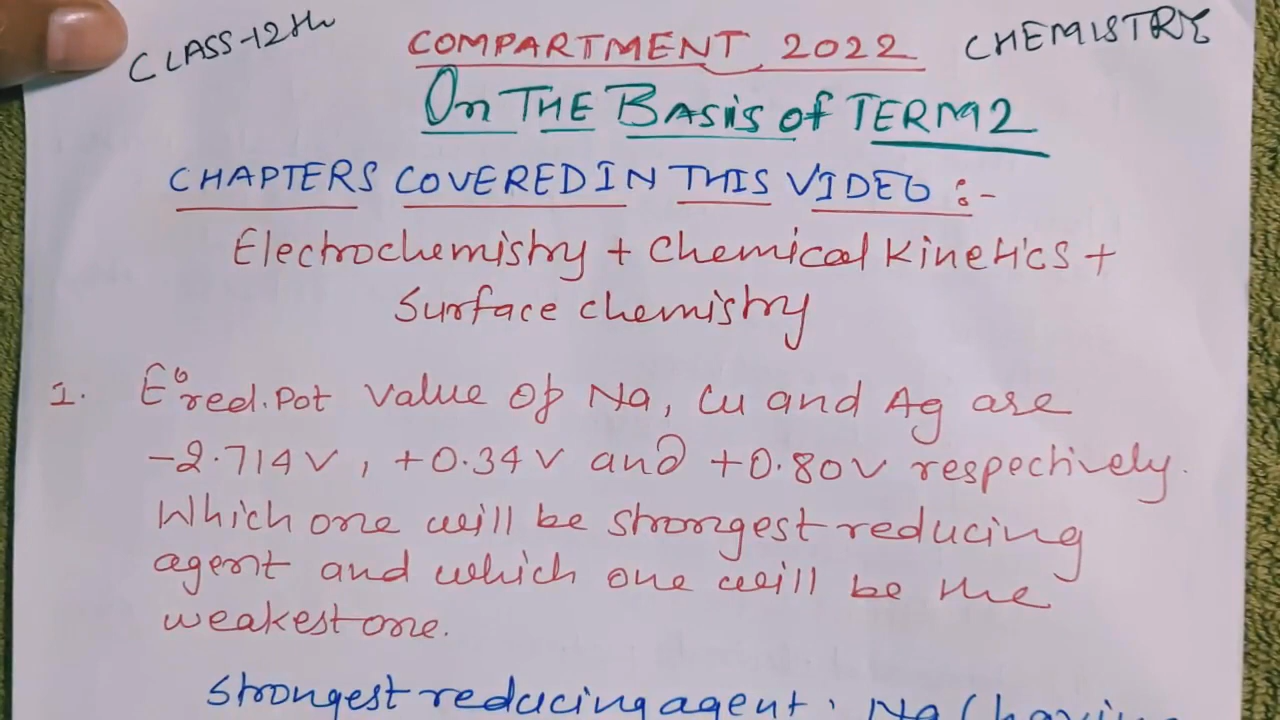 CLASS-12th
COMPARTMENT 2022
CHEMISTRY
On THE BASIS of TERM2
CHAPTERS COVERED IN THIS VIDEO :-
Electrochemistry + Chemical Kinetics +
Surface chemistry
1. E°red.Pot value of Na, Cu and Ag are
-2.714V, +0.34V and +0.80V respectively.
Which one will be strongest reducing
agent and which one will be the
weakest one.
Strongest reducing agent : Na (having